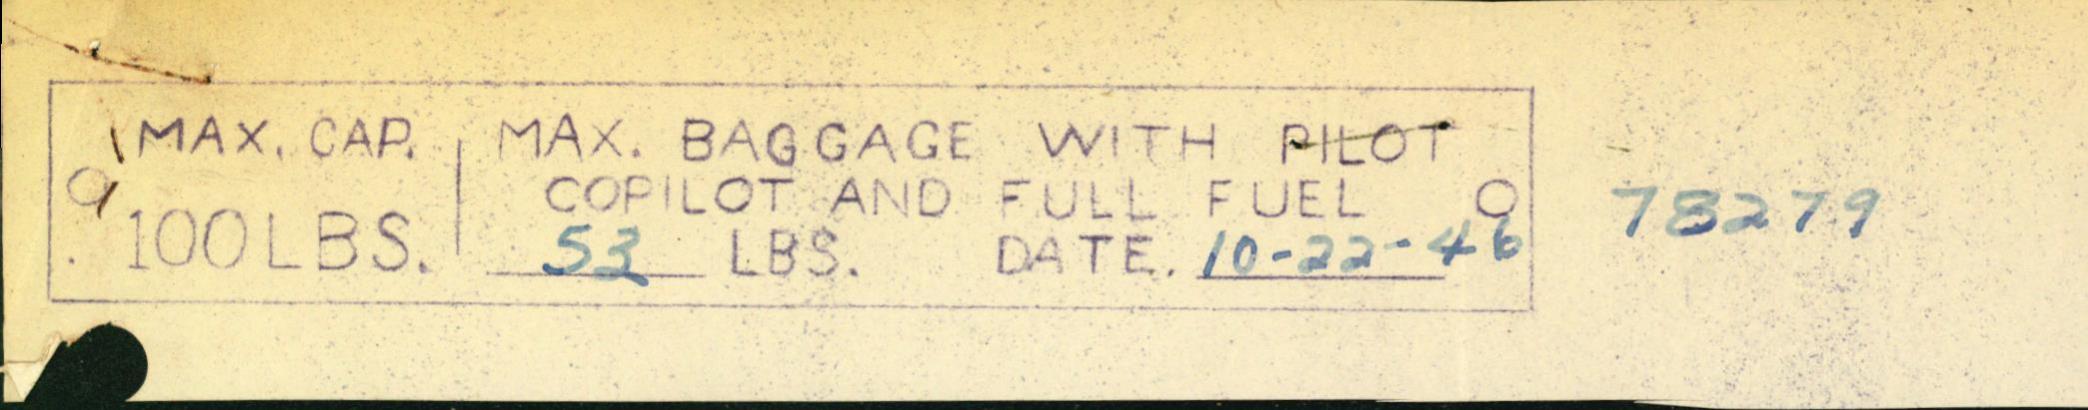 MAX. CAP.
100 LBS.
MAX. BAGGAGE WITH PILOT
COPILOT AND FULL FUEL
53 LBS. DATE. 10-22-46
78279